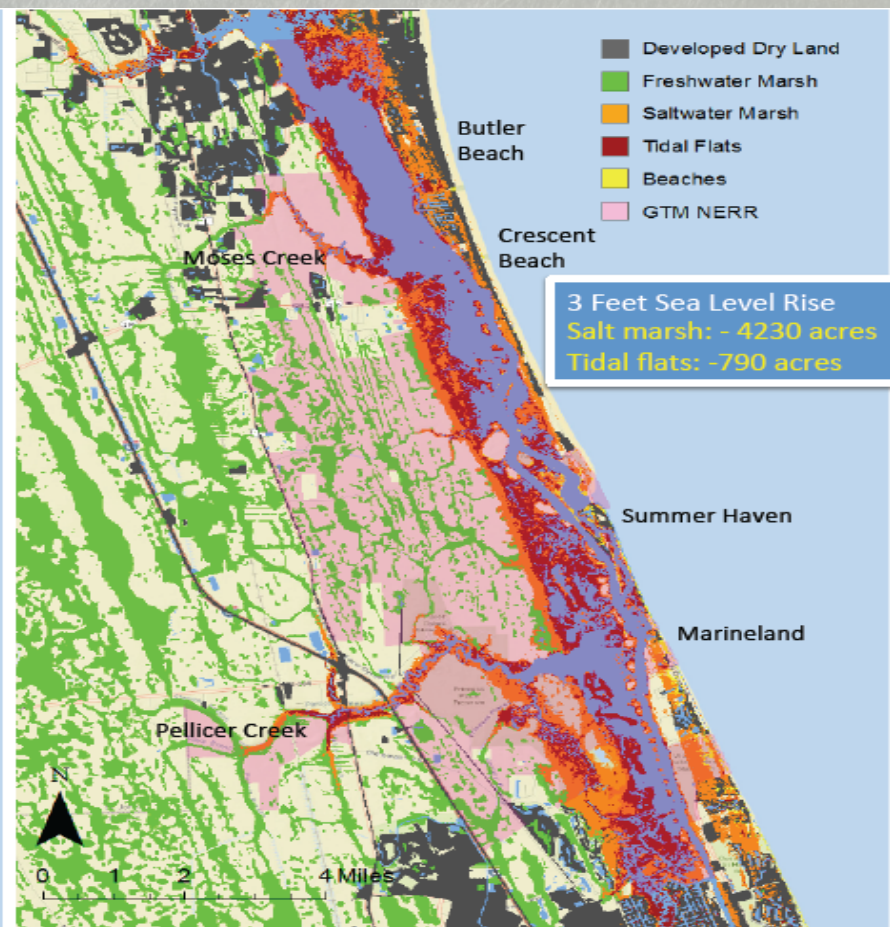 Developed Dry Land
Freshwater Marsh
Saltwater Marsh
Tidal Flats
Beaches
GTM NERR
Butler
Beach
Crescent
Beach
Moses Creek
3 Feet Sea Level Rise
Salt marsh: - 4230 acres
Tidal flats: -790 acres
Summer Haven
Marineland
Pellicer Creek
N
0 1 2 4 Miles